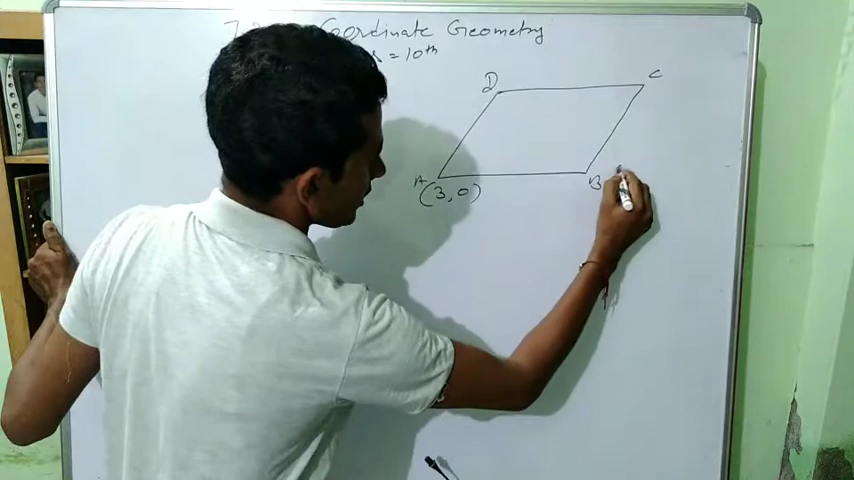 Coordinate Geometry
= 10th
D
C
A
B
(3, 0)